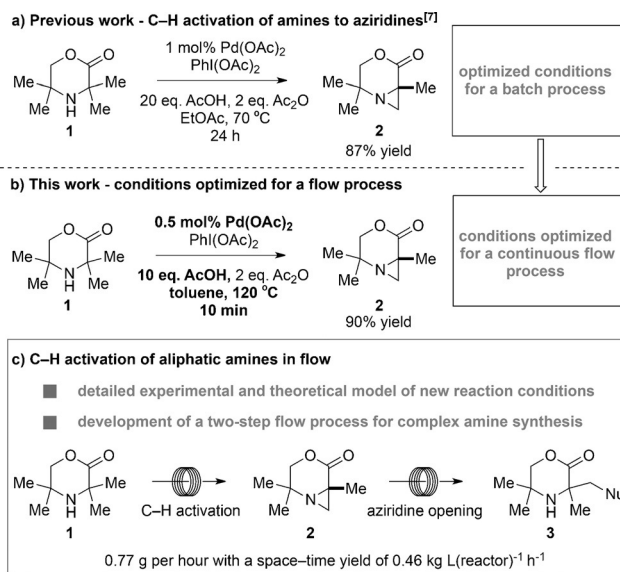 a) Previous work - C–H activation of amines to aziridines[7]
1 mol% Pd(OAc)2
PhI(OAc)2
20 eq. AcOH, 2 eq. Ac2O
EtOAc, 70 °C
24 h
O O
Me Me
Me N Me
H
1
O O
Me Me
Me N
2
87% yield
optimized conditions
for a batch process
b) This work - conditions optimized for a flow process
0.5 mol% Pd(OAc)2
PhI(OAc)2
10 eq. AcOH, 2 eq. Ac2O
toluene, 120 °C
10 min
O O
Me Me
Me N Me
H
1
O O
Me Me
Me N
2
90% yield
conditions optimized
for a continuous flow
process
c) C–H activation of aliphatic amines in flow
detailed experimental and theoretical model of new reaction conditions
development of a two-step flow process for complex amine synthesis
O O
Me Me
Me N Me
H
1
C–H activation
O O
Me Me
Me N
2
aziridine opening
O O
Me Nu
Me N Me
H
3
0.77 g per hour with a space–time yield of 0.46 kg L(reactor)-1 h-1